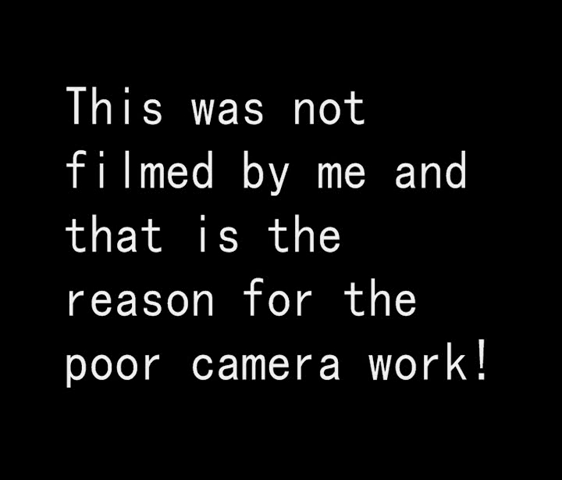 This was not
filmed by me and
that is the
reason for the
poor camera work!